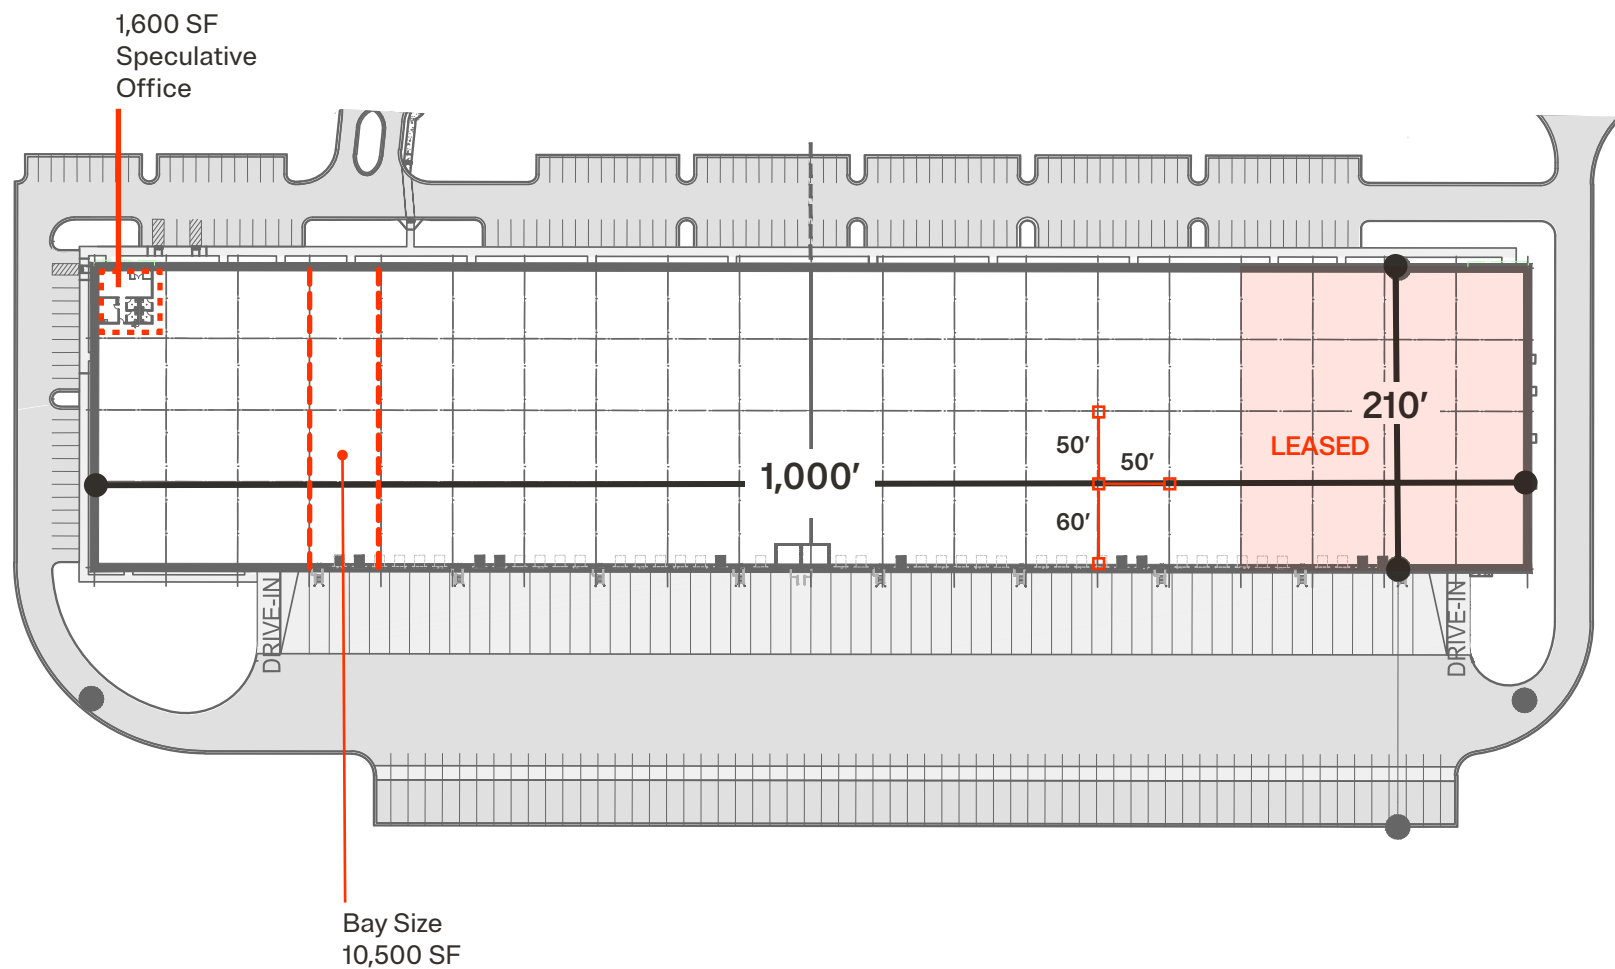 1,600 SF
Speculative
Office
210′
LEASED
50′
50′
1,000′
60′
DRIVE-IN
DRIVE-IN
Bay Size
10,500 SF